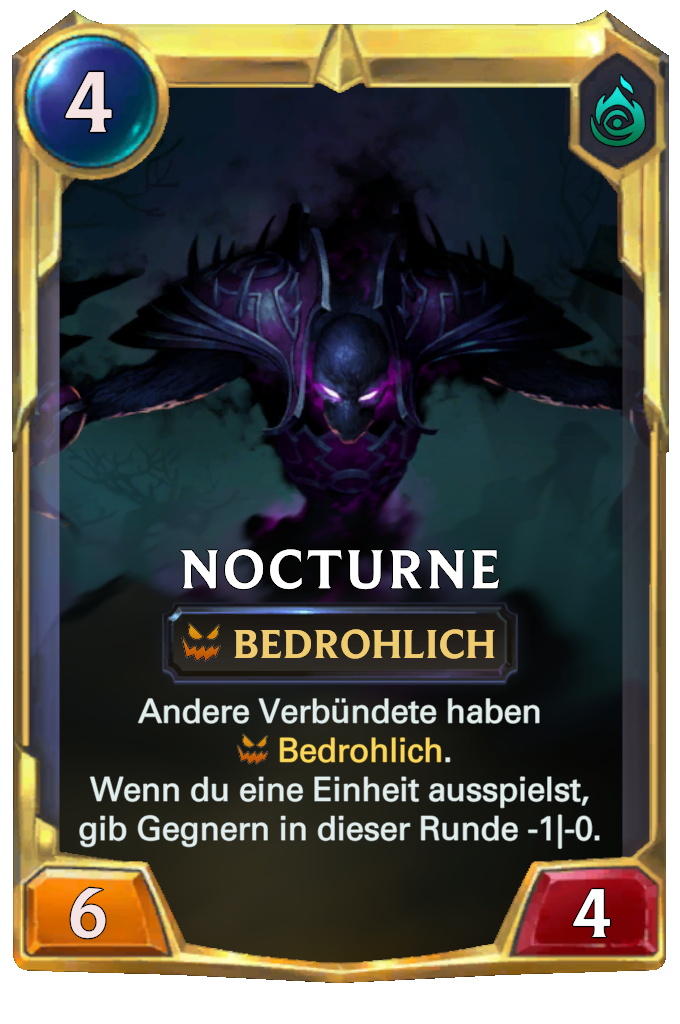 4
NOCTURNE
BEDROHLICH
Andere Verbündete haben
Bedrohlich.
Wenn du eine Einheit ausspielst,
gib Gegnern in dieser Runde -1|-0.
6
4